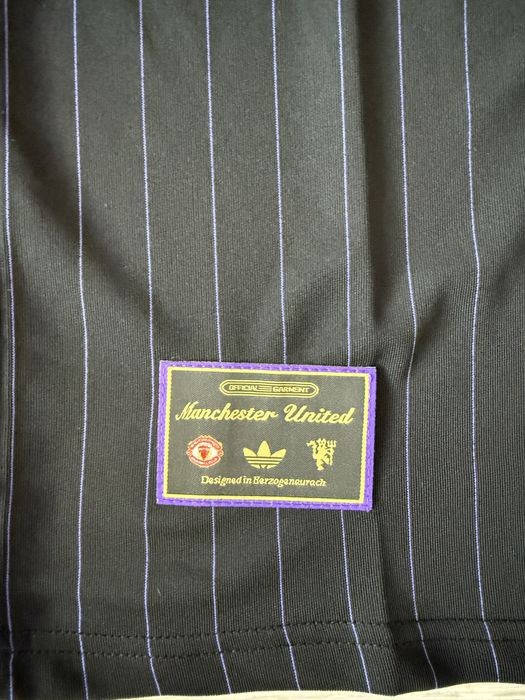 OFFICIAL GARMENT
Manchester United
Designed in Herzogenaurach